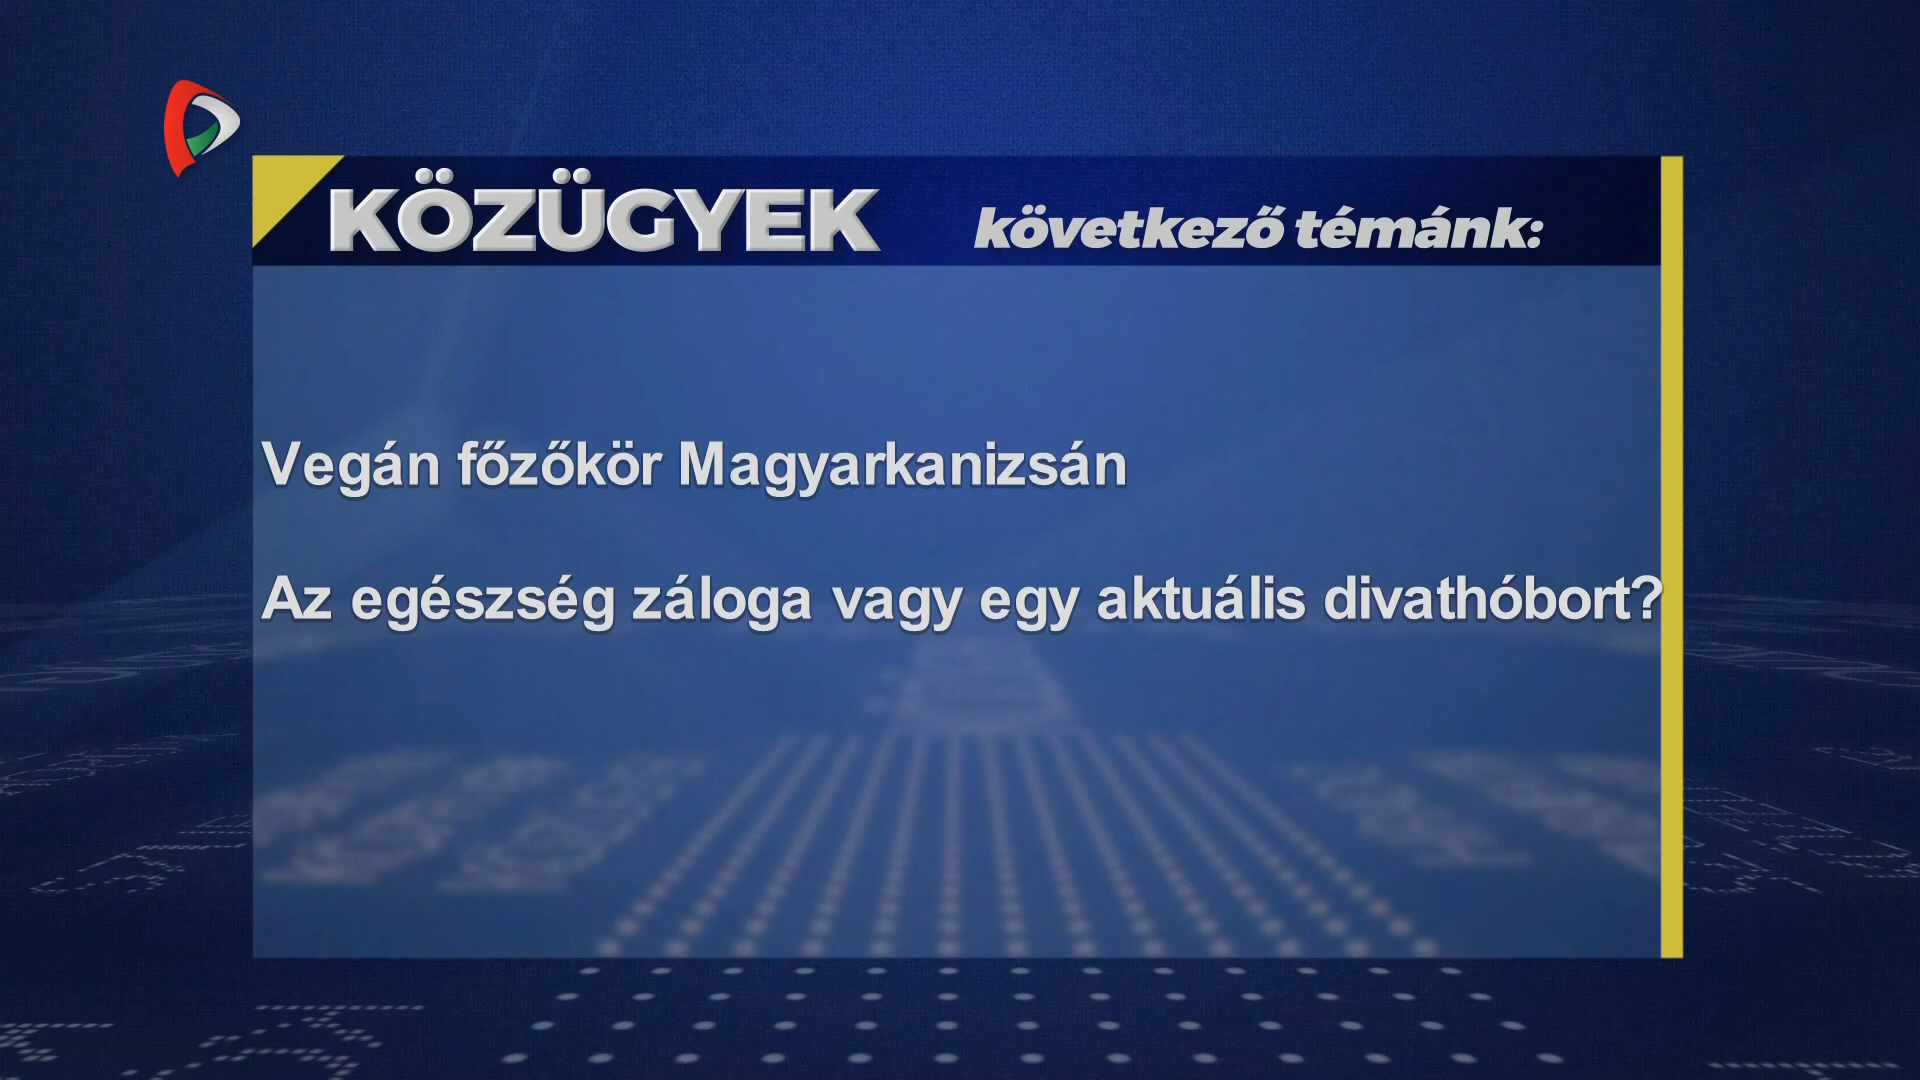 KÖZÜGYEK következő témánk:
Vegán főzőkör Magyarkanizsán
Az egészség záloga vagy egy aktuális divathóbort?